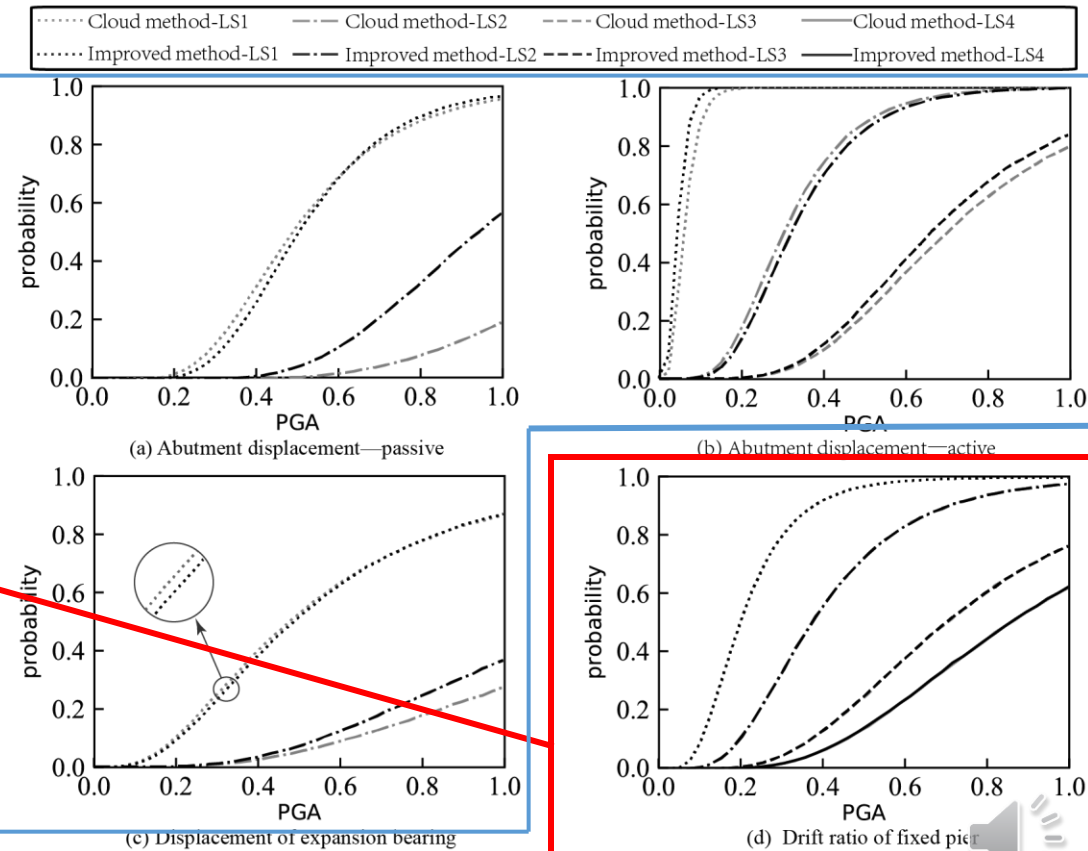 Cloud method-LS1 Cloud method-LS2 Cloud method-LS3 Cloud method-LS4
Improved method-LS1 Improved method-LS2 Improved method-LS3 Improved method-LS4
1.0
0.8
0.6
0.4
0.2
0.0
probability
0.0 0.2 0.4 0.6 0.8 1.0
PGA
(a) Abutment displacement—passive
1.0
0.8
0.6
0.4
0.2
0.0
probability
0.0 0.2 0.4 0.6 0.8 1.0
PGA
(b) Abutment displacement—active
1.0
0.8
0.6
0.4
0.2
0.0
probability
0.0 0.2 0.4 0.6 0.8 1.0
PGA
(c) Displacement of expansion bearing
1.0
0.8
0.6
0.4
0.2
0.0
probability
0.0 0.2 0.4 0.6 0.8 1.0
PGA
(d) Drift ratio of fixed pier